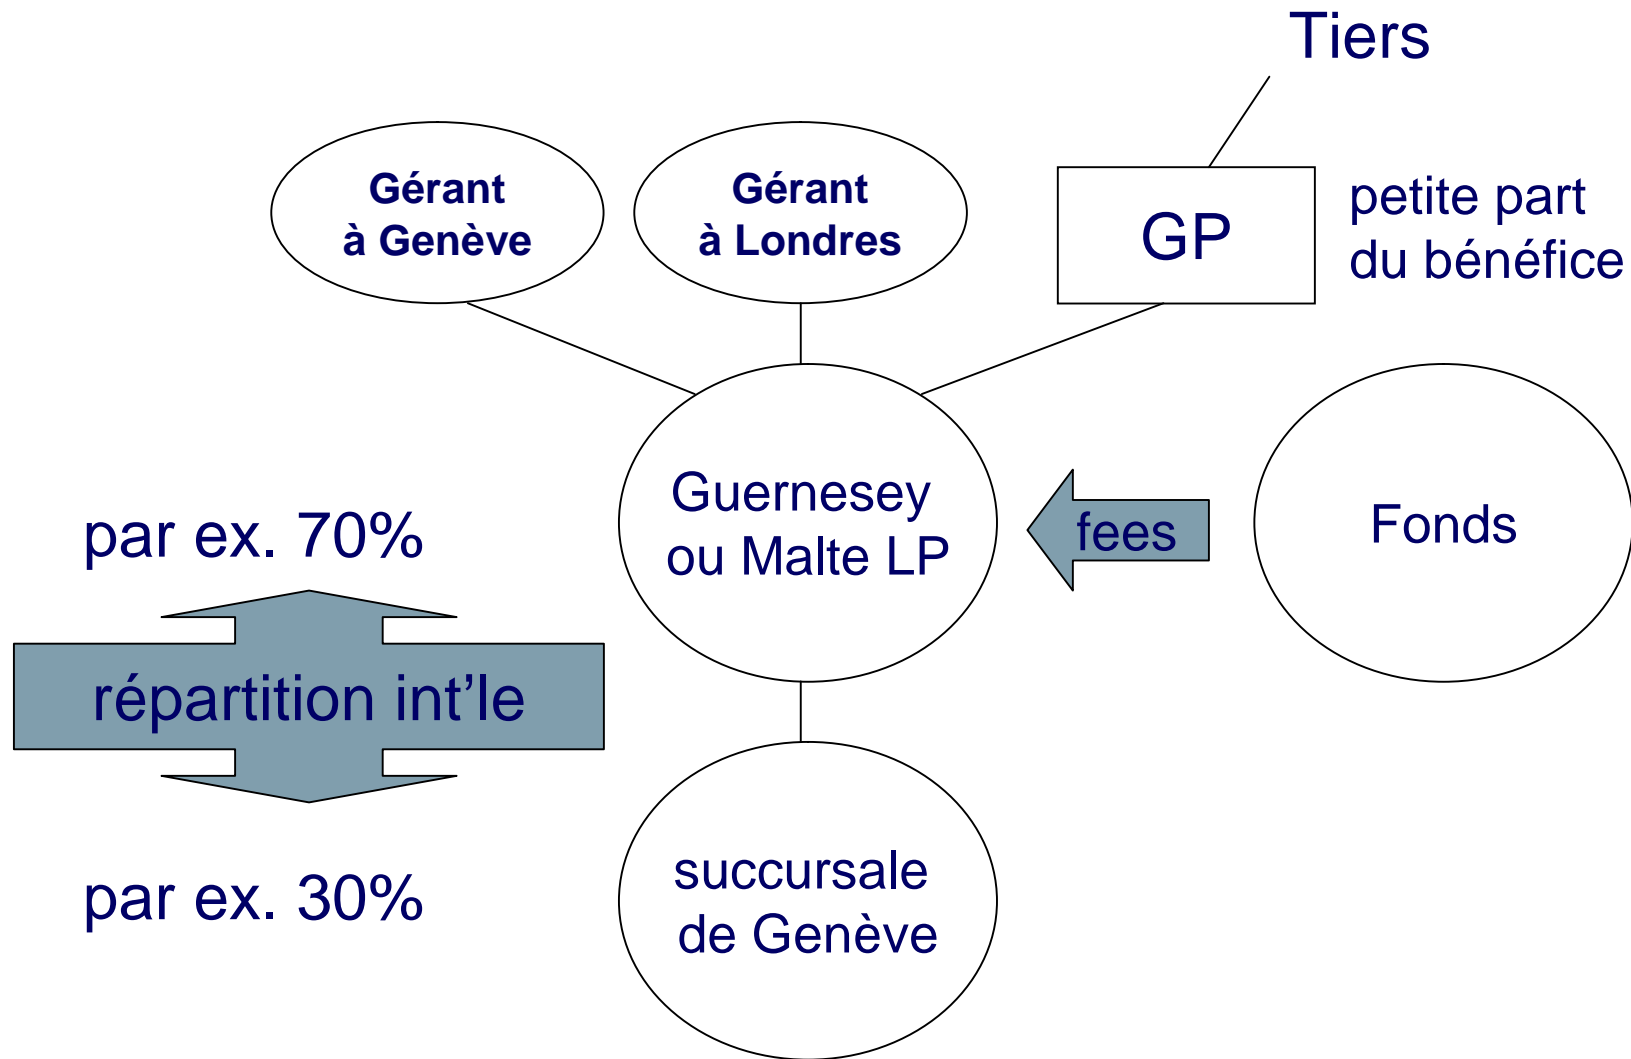 Tiers
Gérant
à Genève
Gérant
à Londres
GP
petite part
du bénéfice
Guernesey
ou Malte LP
fees
Fonds
par ex. 70%
répartition int’le
par ex. 30%
succursale
de Genève